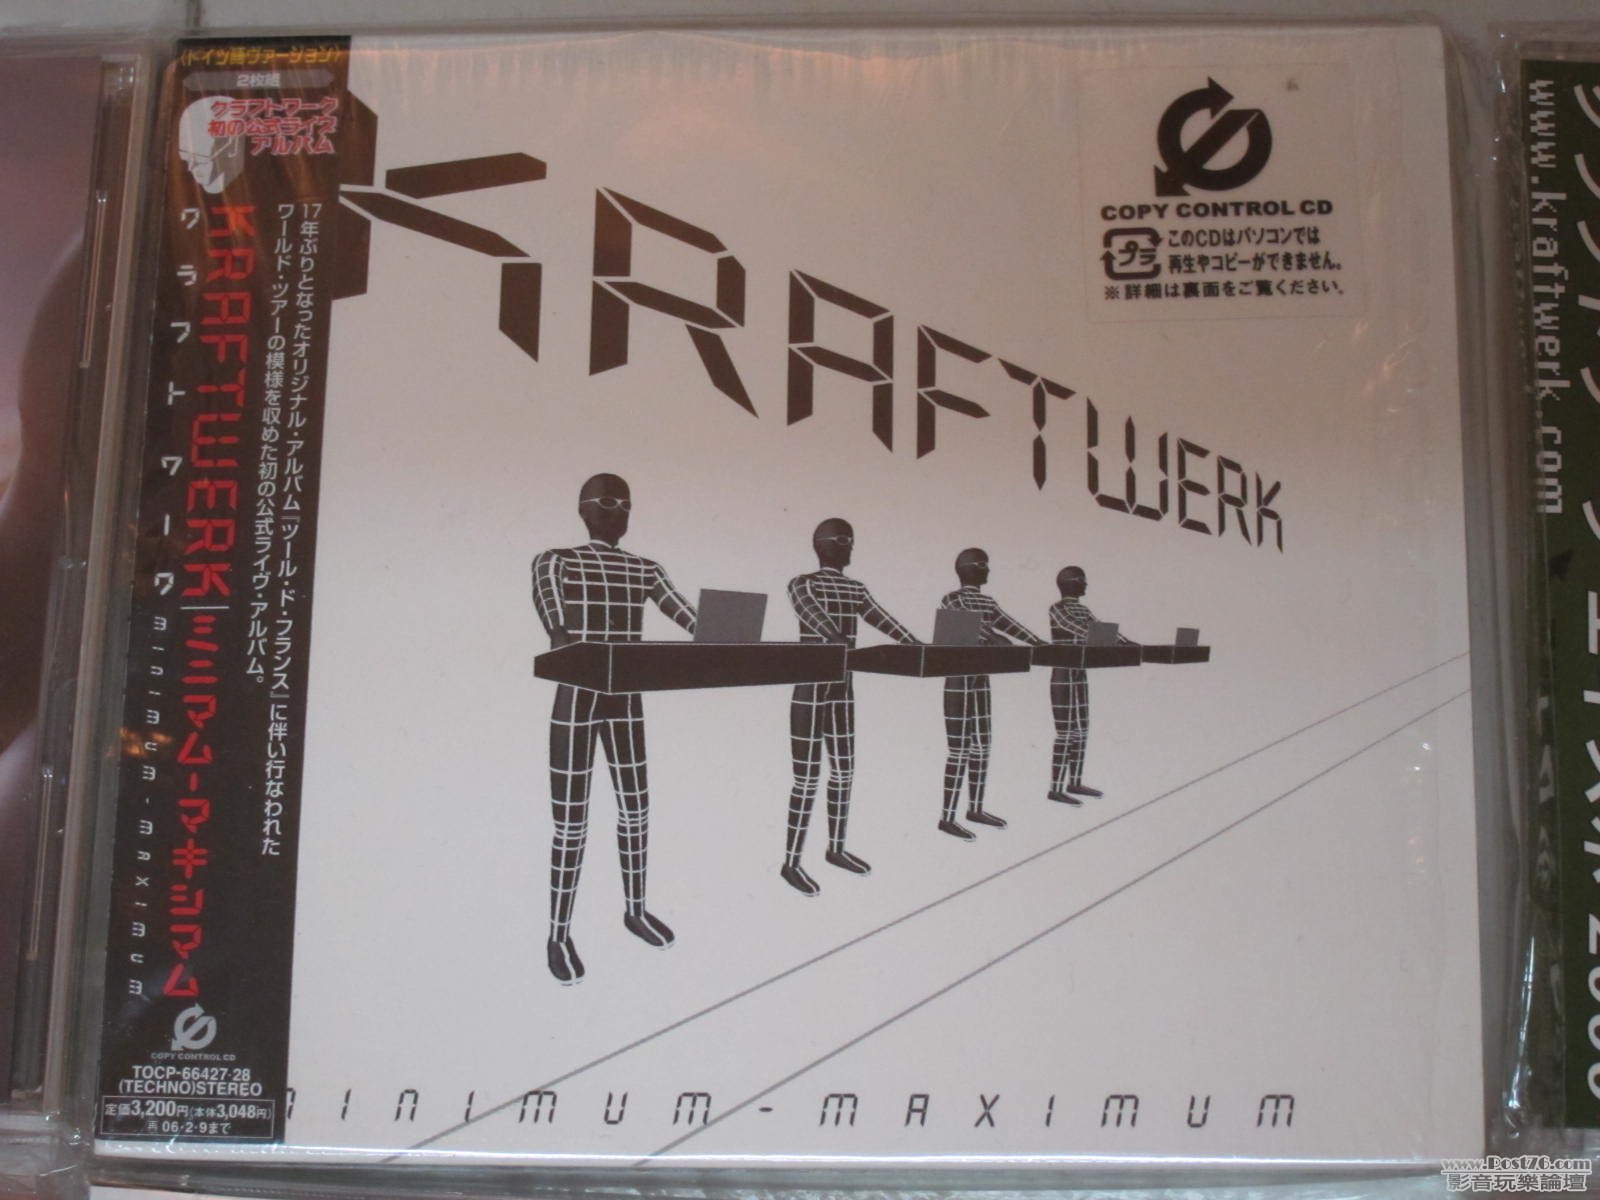 〈ドイツ語ヴァージョン〉
2枚組
クラフトワーク
初の公式ライヴ
アルバム
17年ぶりとなったオリジナル・アルバム『ツール・ド・フランス』に伴い行なわれた
ワールド・ツアーの模様を収めた初の公式ライヴ・アルバム。
KRAFTWERK|ミニマム-マキシマム
クラフトワーク minimum-maximum
COPY CONTROL CD
TOCP-66427・28
(TECHNO)STEREO
定価3,200円(本体3,048円)
再 06・2・9まで
KRAFTWERK
MINIMUM-MAXIMUM
COPY CONTROL CD
プラ
このCDはパソコンでは
再生やコピーができません。
※詳細は裏面をご覧ください。
www.kraftwerk.com
www.Post76.com
影音玩樂論壇